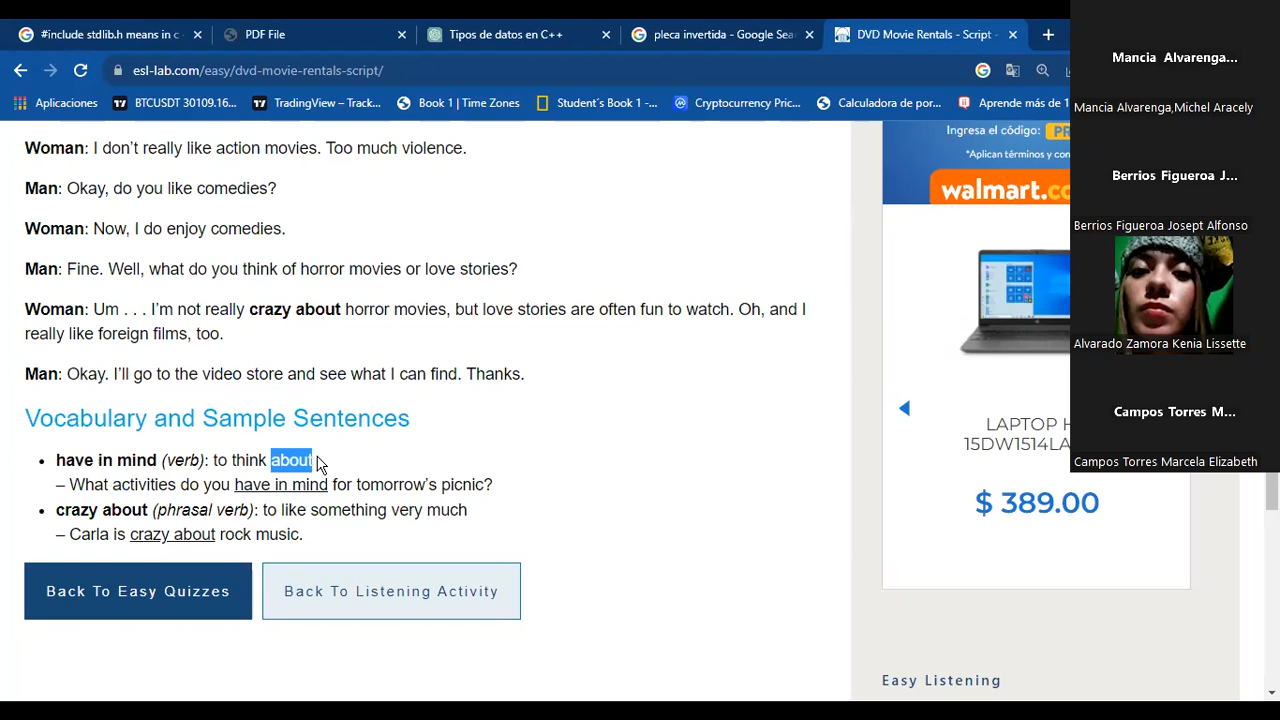 #include stdlib.h means in c -
PDF File
Tipos de datos en C++
pleca invertida - Google Sea
DVD Movie Rentals - Script -
esl-lab.com/easy/dvd-movie-rentals-script/
Aplicaciones
BTCUSDT 30109.16...
TradingView – Track...
Book 1 | Time Zones
Student´s Book 1 -...
Cryptocurrency Pric...
Calculadora de por...
Aprende más de 1
Woman: I don't really like action movies. Too much violence.
Man: Okay, do you like comedies?
Woman: Now, I do enjoy comedies.
Man: Fine. Well, what do you think of horror movies or love stories?
Woman: Um . . . I'm not really crazy about horror movies, but love stories are often fun to watch. Oh, and I
really like foreign films, too.
Man: Okay. I'll go to the video store and see what I can find. Thanks.
Vocabulary and Sample Sentences
• have in mind (verb): to think about
– What activities do you have in mind for tomorrow's picnic?
• crazy about (phrasal verb): to like something very much
– Carla is crazy about rock music.
Back To Easy Quizzes
Back To Listening Activity
Ingresa el código: PR
*Aplican términos y con
walmart.co
LAPTOP H
15DW1514LA
$ 389.00
Easy Listening
Mancia Alvarenga...
Mancia Alvarenga,Michel Aracely
Berrios Figueroa J...
Berrios Figueroa Josept Alfonso
Alvarado Zamora Kenia Lissette
Campos Torres M...
Campos Torres Marcela Elizabeth